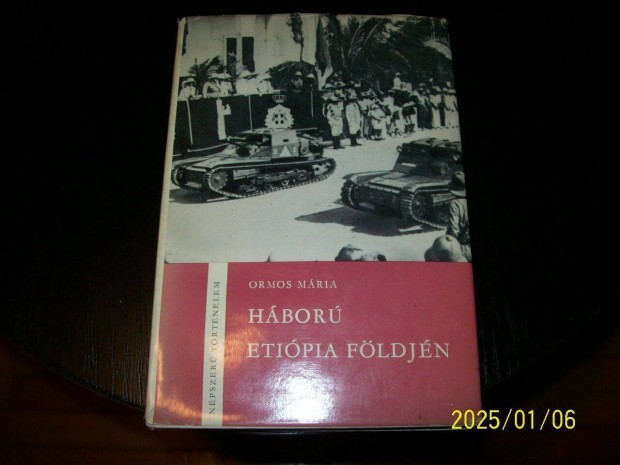 ORMOS MÁRIA
HÁBORÚ
ETIÓPIA FÖLDJÉN
NÉPSZERŰ TÖRTÉNELEM
2025/01/06